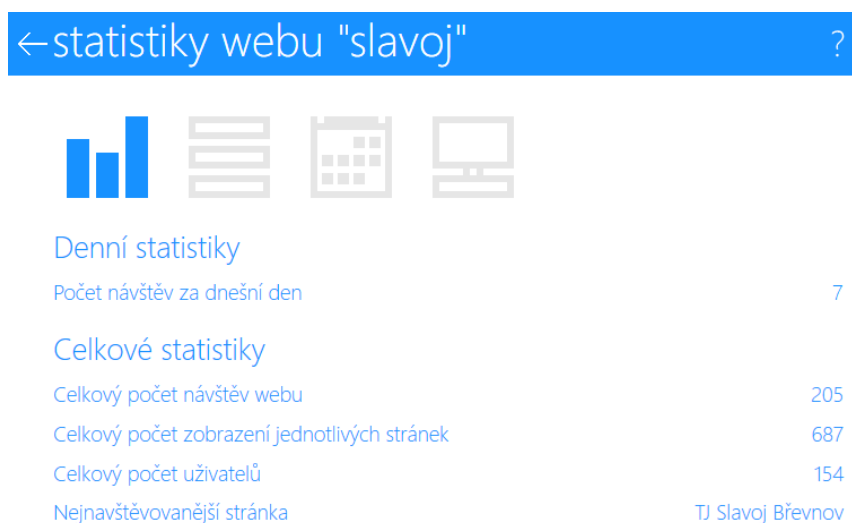 ←statistiky webu "slavoj" ?
Denní statistiky
Počet návštěv za dnešní den 7
Celkové statistiky
Celkový počet návštěv webu 205
Celkový počet zobrazení jednotlivých stránek 687
Celkový počet uživatelů 154
Nejnavštěvovanější stránka TJ Slavoj Břevnov